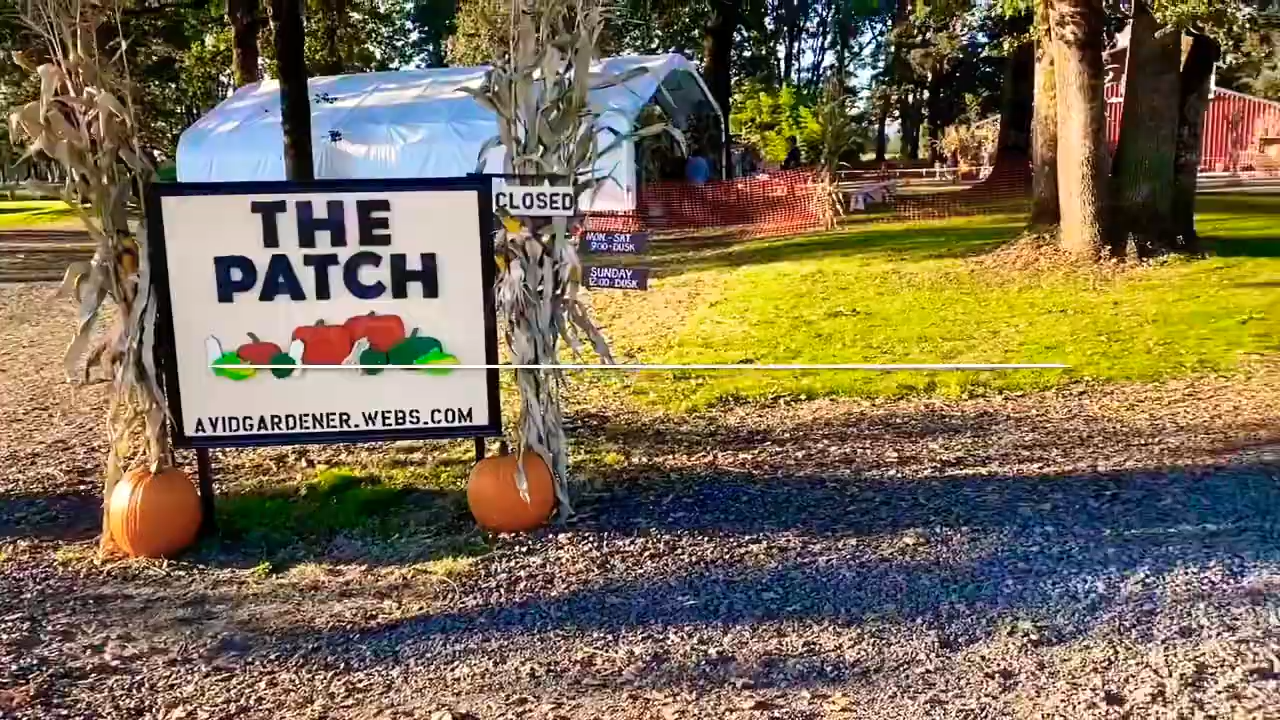 THE
PATCH
AVIDGARDENER.WEBS.COM
CLOSED
MON.-SAT
9:00-DUSK
SUNDAY
12:00-DUSK